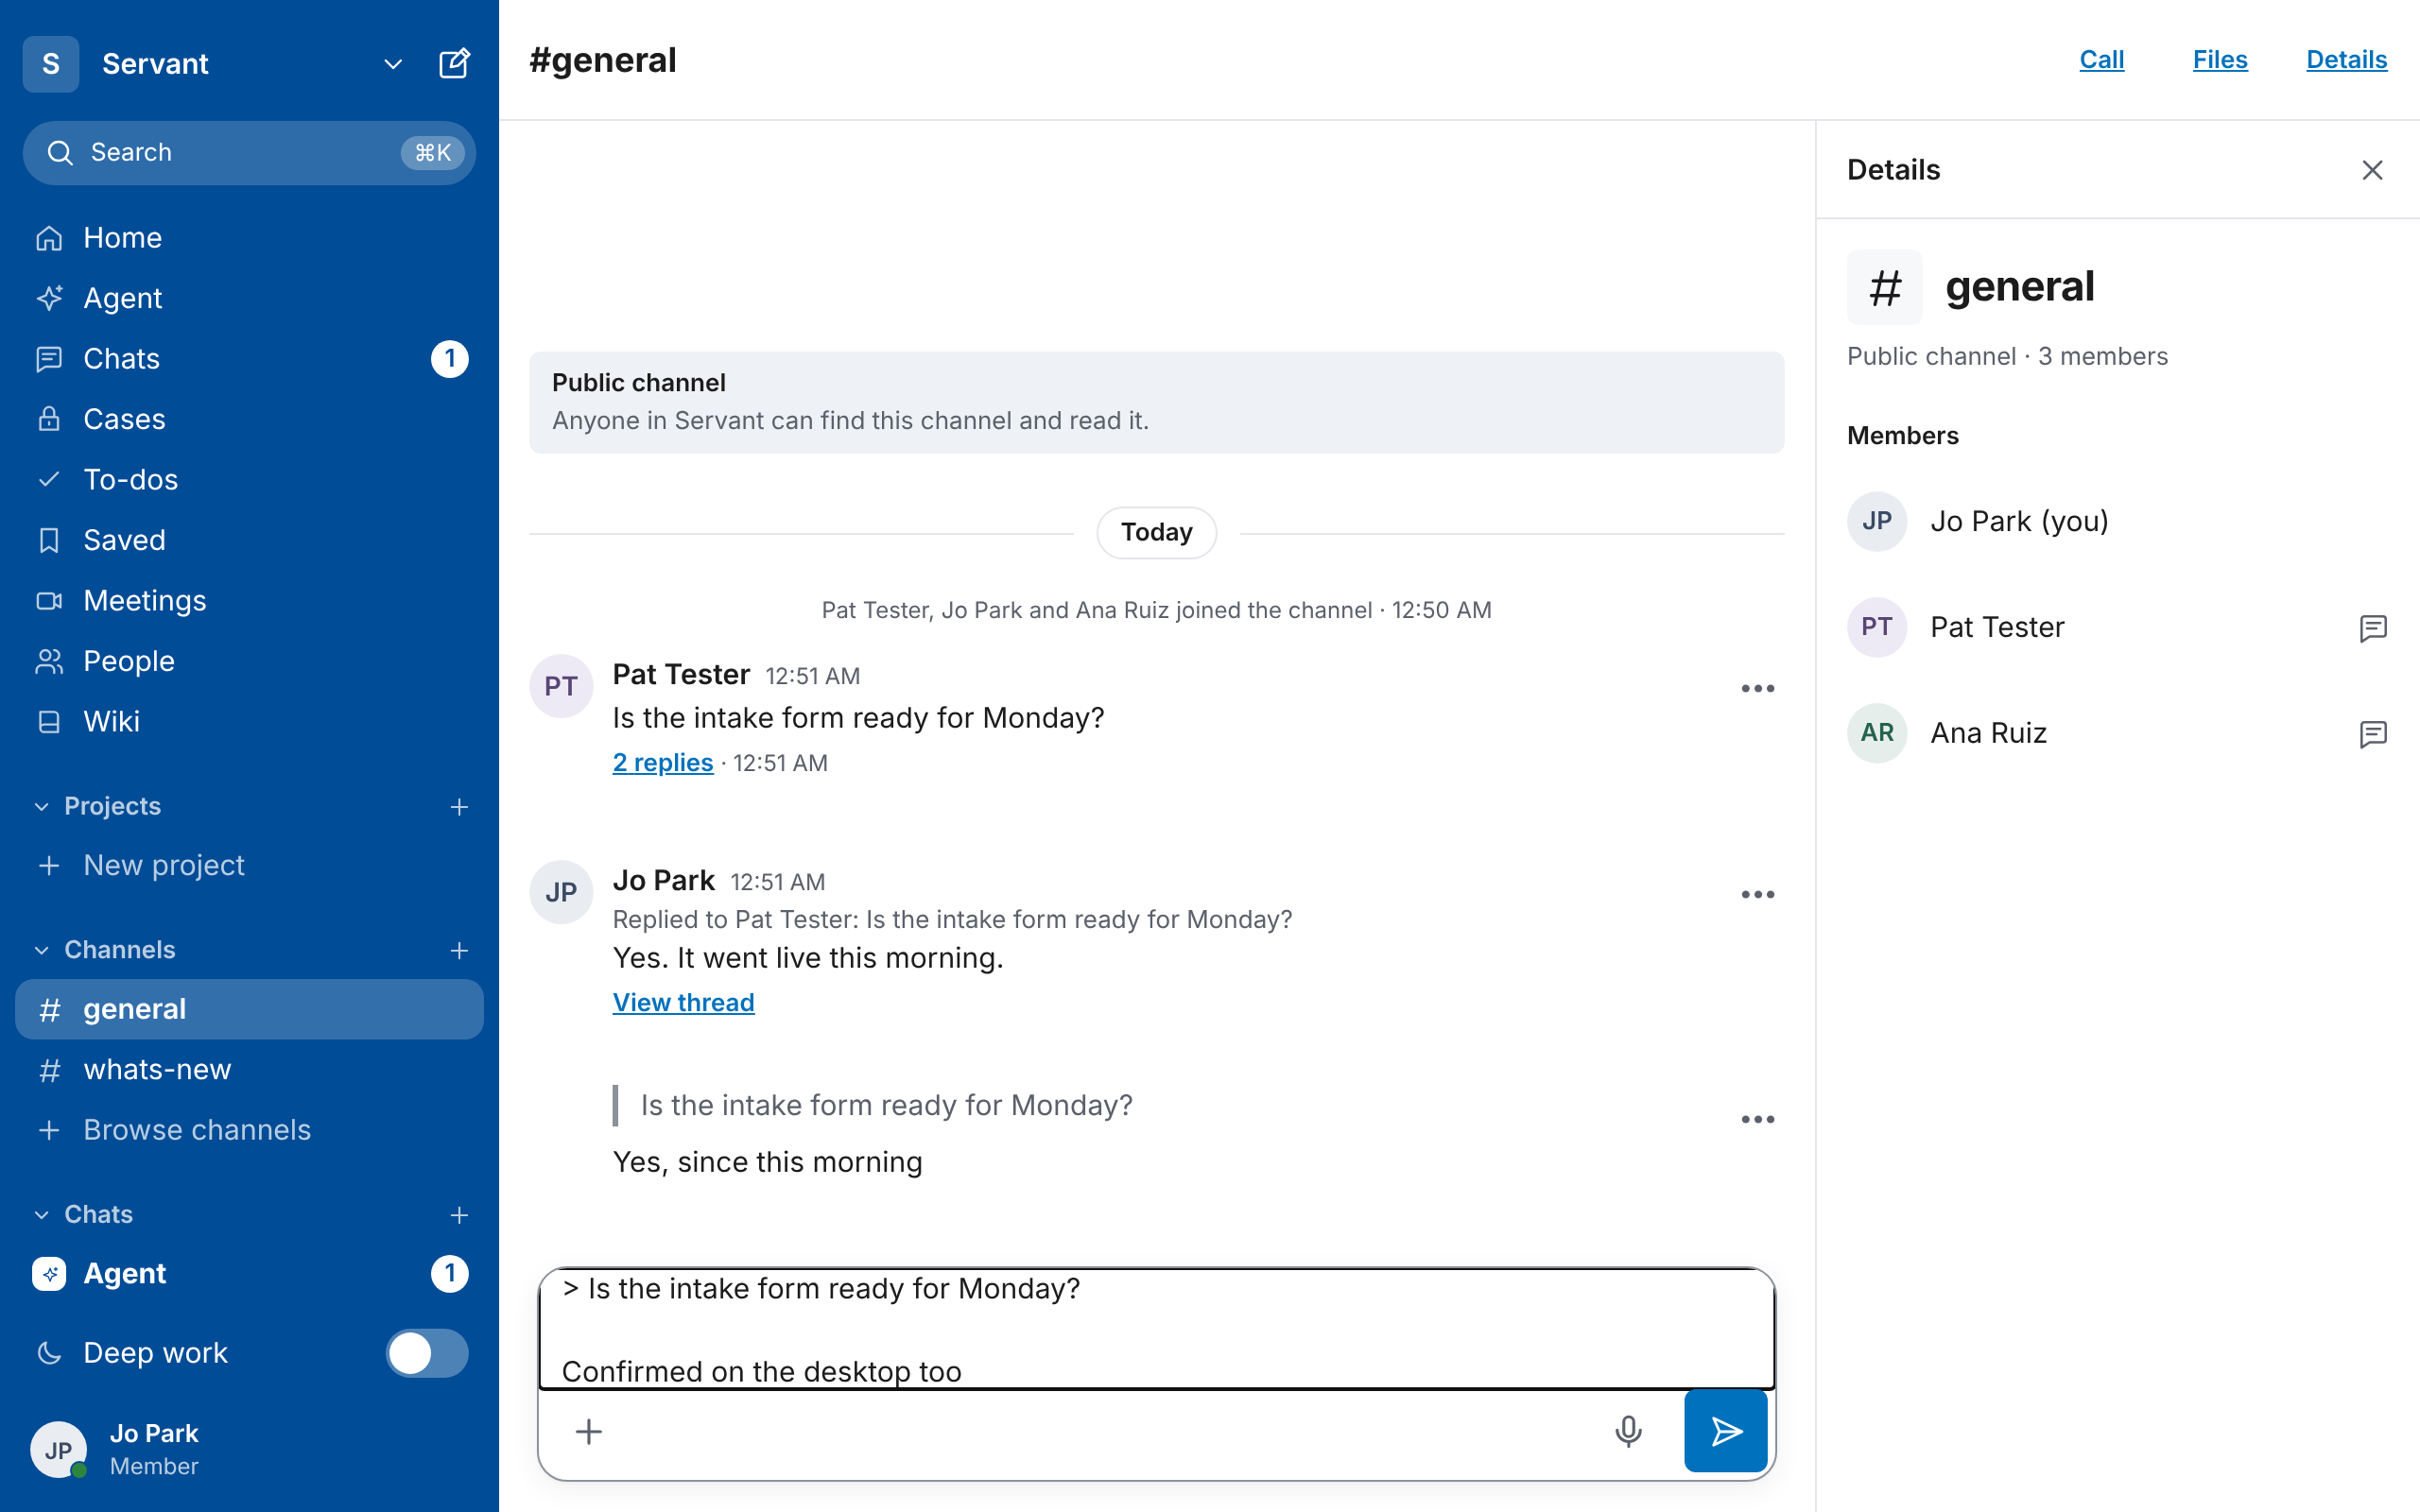 S Servant
Search ⌘K
Home
Agent
Chats 1
Cases
To-dos
Saved
Meetings
People
Wiki
Projects
New project
Channels
# general
# whats-new
Browse channels
Chats
Agent 1
Deep work
JP Jo Park
Member
#general
Call Files Details
Public channel
Anyone in Servant can find this channel and read it.
Today
Pat Tester, Jo Park and Ana Ruiz joined the channel · 12:50 AM
PT Pat Tester 12:51 AM
Is the intake form ready for Monday?
2 replies · 12:51 AM
JP Jo Park 12:51 AM
Replied to Pat Tester: Is the intake form ready for Monday?
Yes. It went live this morning.
View thread
Is the intake form ready for Monday?
Yes, since this morning
> Is the intake form ready for Monday?
Confirmed on the desktop too
Details
# general
Public channel · 3 members
Members
JP Jo Park (you)
PT Pat Tester
AR Ana Ruiz